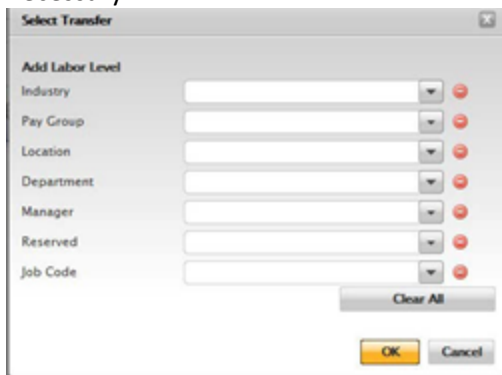 Select Transfer
Add Labor Level
Industry
Pay Group
Location
Department
Manager
Reserved
Job Code
Clear All
OK Cancel